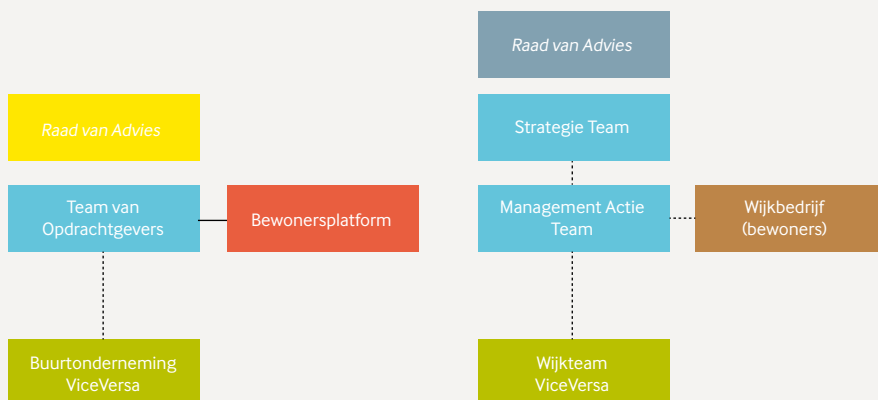 Raad van Advies
Team van
Opdrachtgevers
Bewonersplatform
Buurtonderneming
ViceVersa
Raad van Advies
Strategie Team
Management Actie
Team
Wijkbedrijf
(bewoners)
Wijkteam
ViceVersa